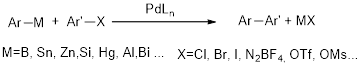 Ar-M + Ar'-X PdLn Ar-Ar' + MX
M=B, Sn, Zn,Si, Hg, Al,Bi ... X=Cl, Br, I, N2BF4, OTf, OMs...